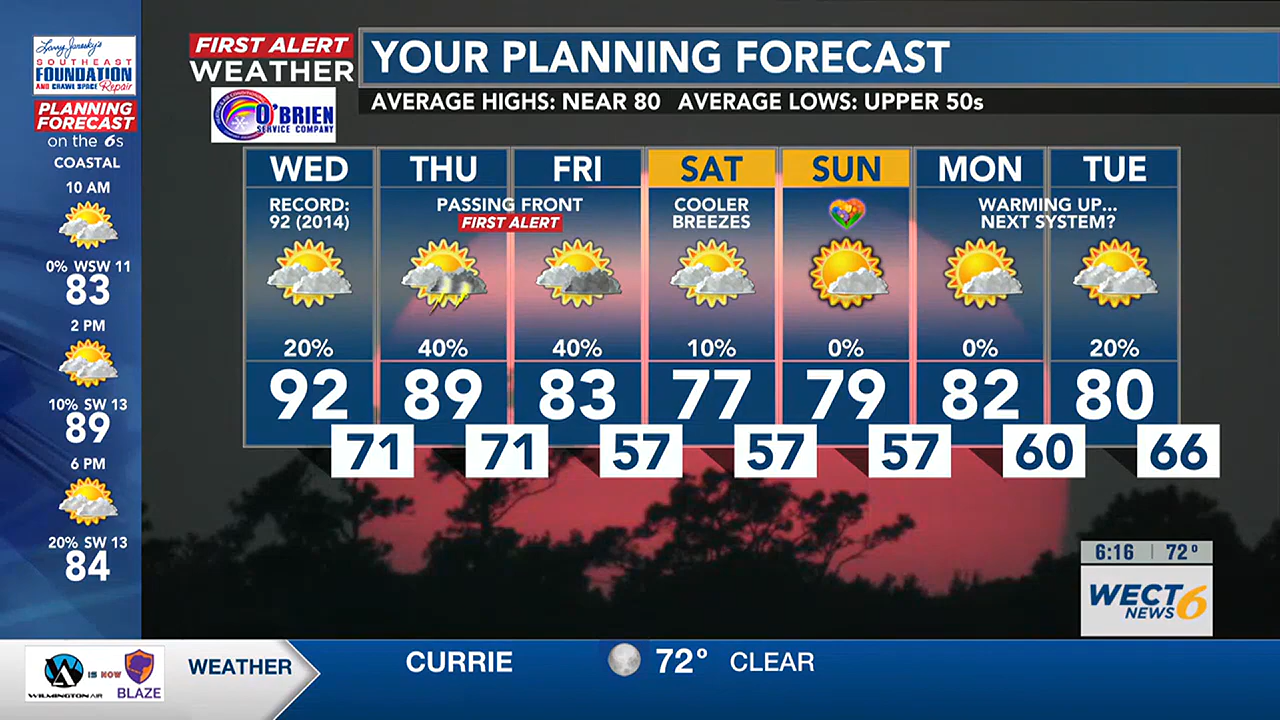 Larry Janesky's
SOUTHEAST
FOUNDATION
AND CRAWL SPACE Repair
PLANNING
FORECAST
on the 6s
COASTAL
10 AM
0% WSW 11
83
2 PM
10% SW 13
89
6 PM
20% SW 13
84
FIRST ALERT
WEATHER
O'BRIEN
SERVICE COMPANY
YOUR PLANNING FORECAST
AVERAGE HIGHS: NEAR 80 AVERAGE LOWS: UPPER 50s
WED THU FRI SAT SUN MON TUE
RECORD:
92 (2014)
PASSING FRONT
FIRST ALERT
COOLER
BREEZES
WARMING UP...
NEXT SYSTEM?
20% 40% 40% 10% 0% 0% 20%
92 89 83 77 79 82 80
71 71 57 57 57 60 66
6:16 72°
WECT 6
NEWS
WILMINGTON AIR
IS NOW
BLAZE
WEATHER
CURRIE 72° CLEAR